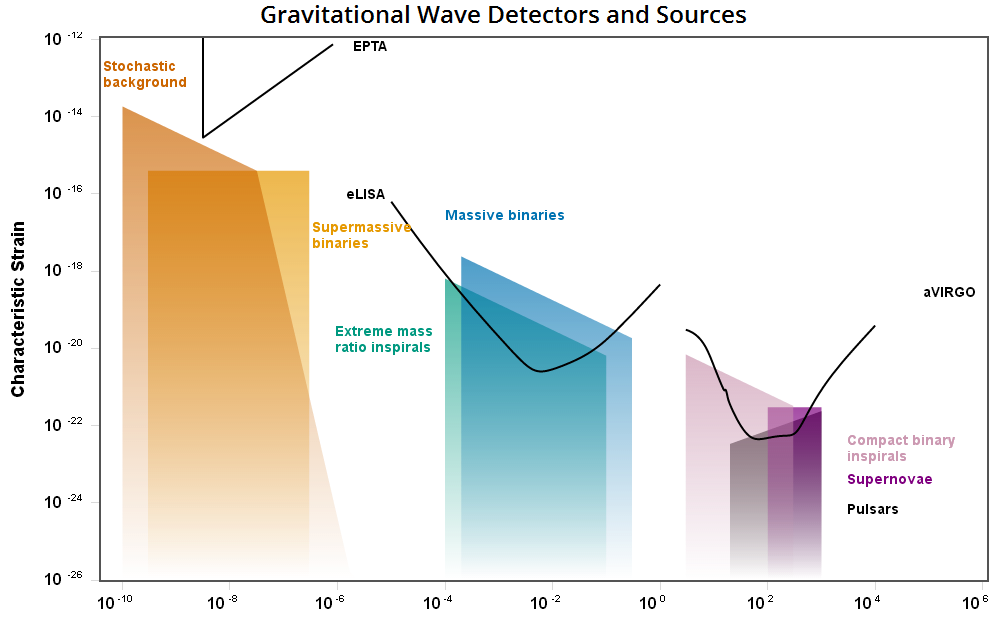 Gravitational Wave Detectors and Sources
10 -12
EPTA
Stochastic
background
10 -14
10 -16
eLISA
Massive binaries
Supermassive
binaries
Characteristic Strain
10 -18
aVIRGO
Extreme mass
ratio inspirals
10 -20
10 -22
Compact binary
inspirals
Supernovae
10 -24
Pulsars
10 -26
10 -10 10 -8 10 -6 10 -4 10 -2 10 0 10 2 10 4 10 6